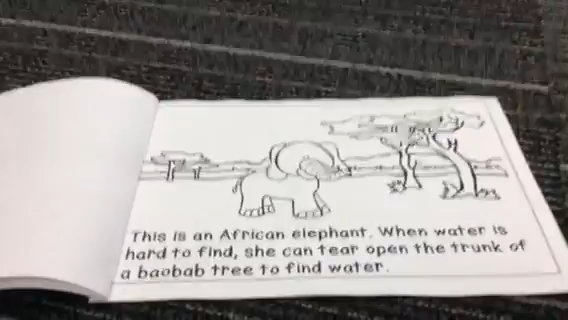 This is an African elephant. When water is
hard to find, she can tear open the trunk of
a baobab tree to find water.